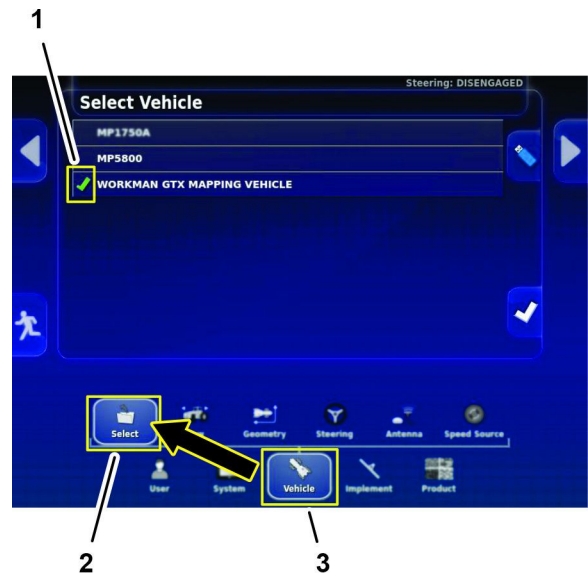 1
Steering: DISENGAGED
Select Vehicle
MP1750A
MP5800
WORKMAN GTX MAPPING VEHICLE
Select
Geometry
Steering
Antenna
Speed Source
User
System
Vehicle
Implement
Product
2
3